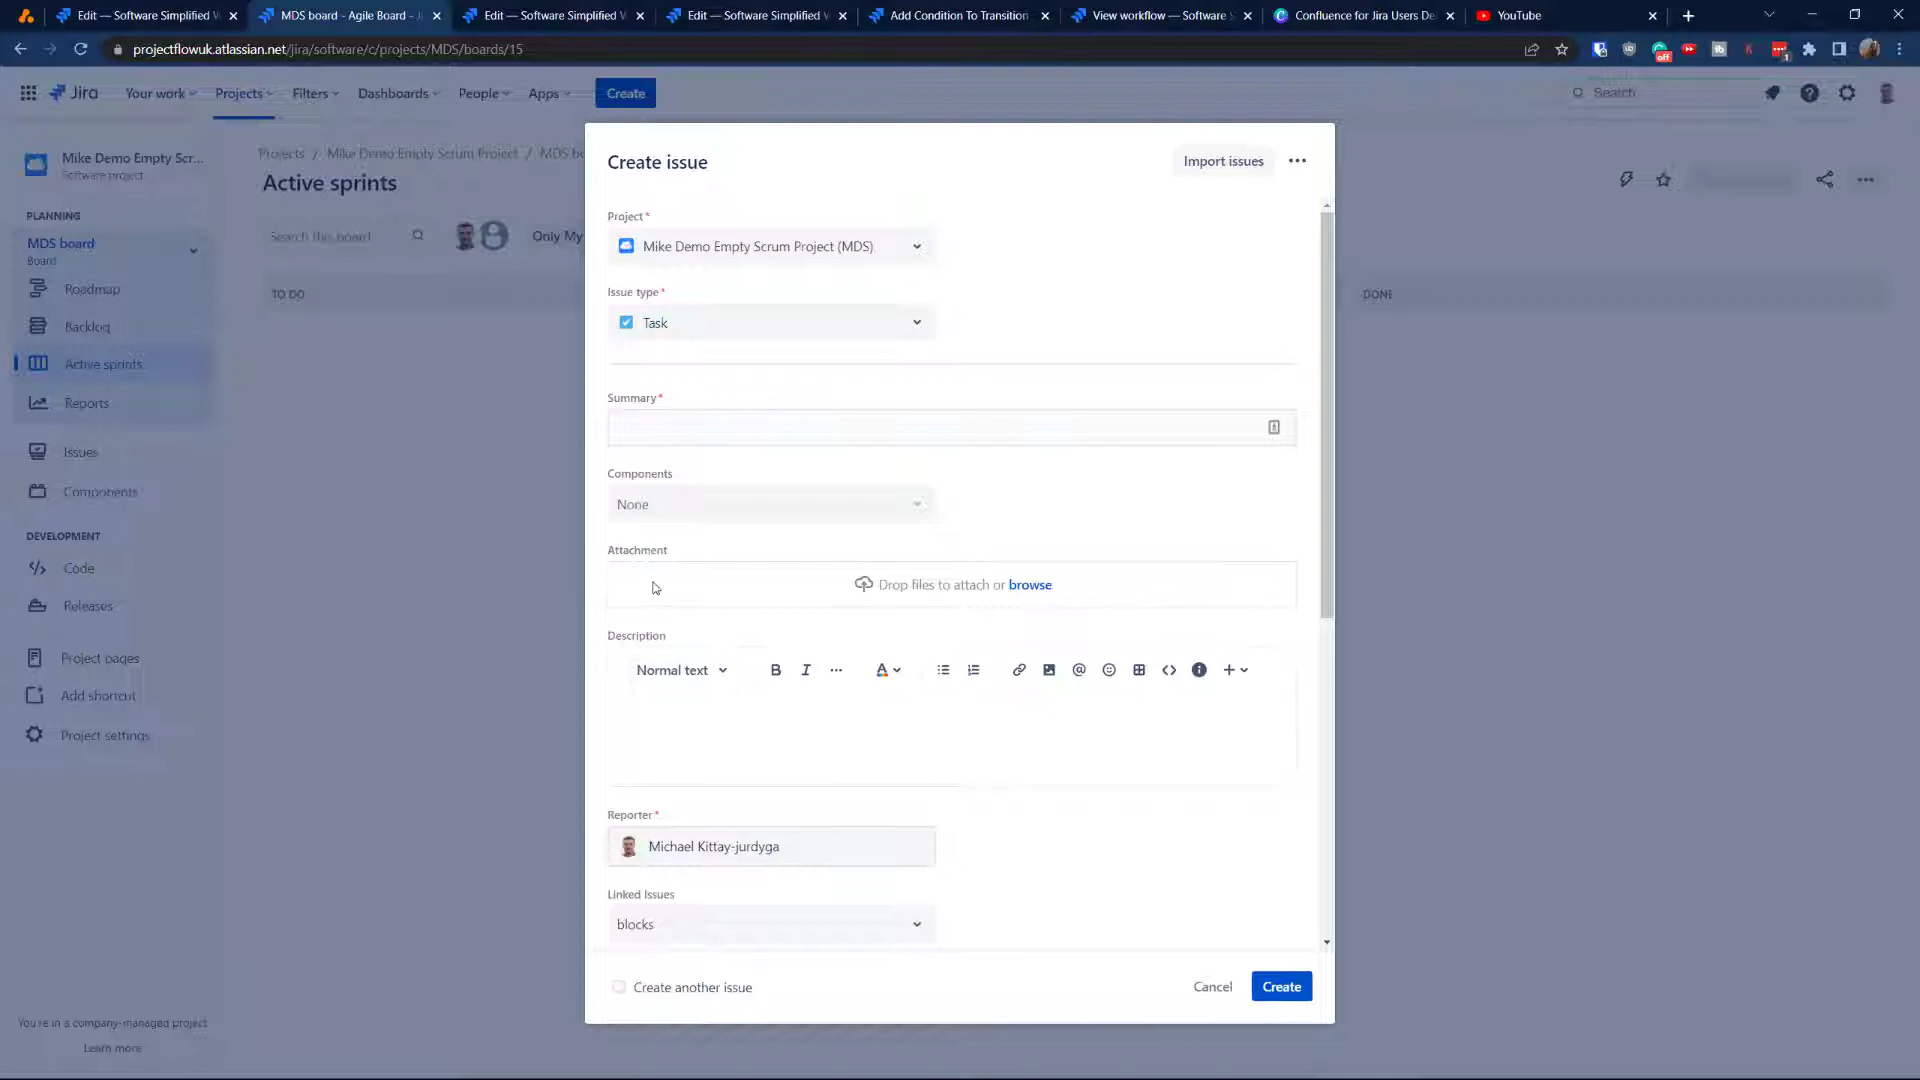 Edit — Software Simplified W
MDS board - Agile Board - Ji
Edit — Software Simplified W
Edit — Software Simplified W
Add Condition To Transition
View workflow — Software S
Confluence for Jira Users De
YouTube
projectflowuk.atlassian.net/jira/software/c/projects/MDS/boards/15
off
1
Jira
Your work
Projects
Filters
Dashboards
People
Apps
Create
Search
Mike Demo Empty Scr...
Software project
PLANNING
MDS board
Board
Roadmap
Backlog
Active sprints
Reports
Issues
Components
DEVELOPMENT
Code
Releases
Project pages
Add shortcut
Project settings
You're in a company-managed project
Learn more
Projects / Mike Demo Empty Scrum Project / MDS bo
Active sprints
Search this board
Only My
TO DO
DONE
Create issue
Import issues
Project*
Mike Demo Empty Scrum Project (MDS)
Issue type*
Task
Summary*
Components
None
Attachment
Drop files to attach or browse
Description
Normal text
B I
A
Reporter*
Michael Kittay-jurdyga
Linked Issues
blocks
Create another issue
Cancel
Create